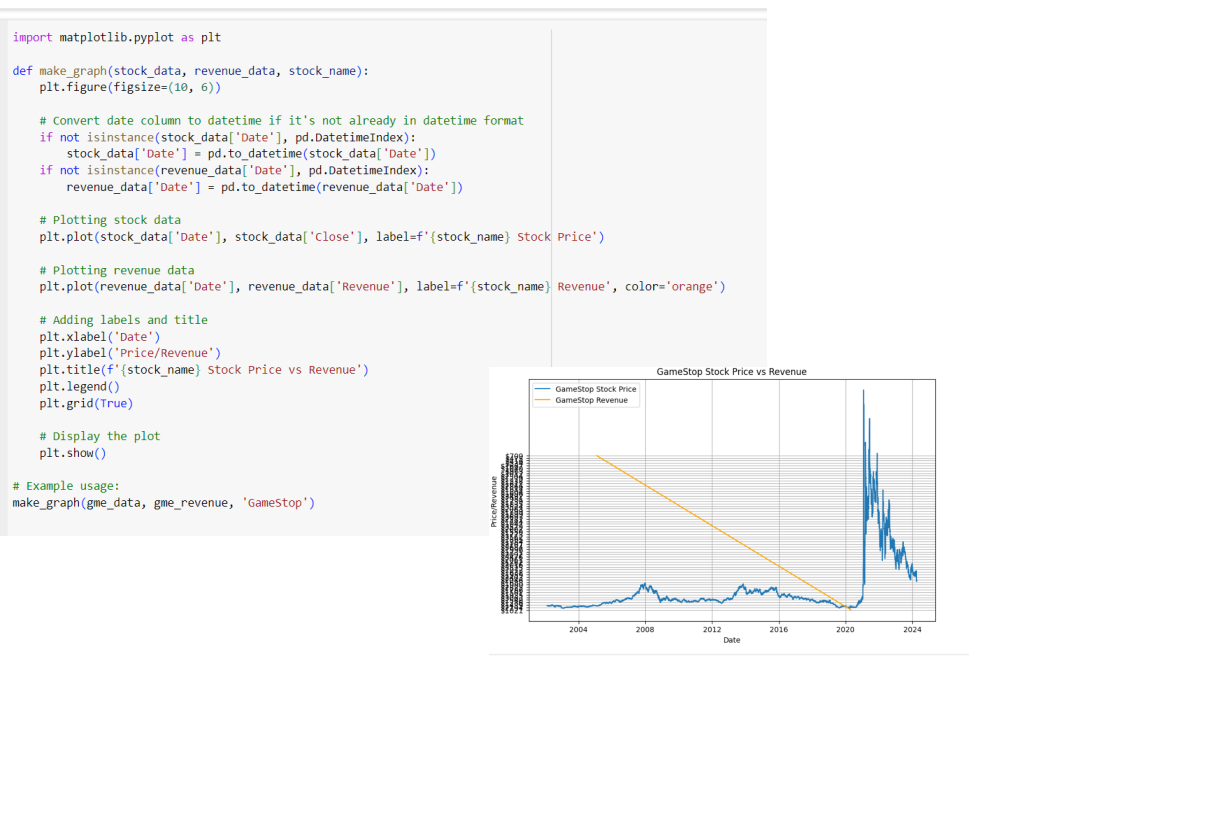 import matplotlib.pyplot as plt
def make_graph(stock_data, revenue_data, stock_name):
plt.figure(figsize=(10, 6))
# Convert date column to datetime if it's not already in datetime format
if not isinstance(stock_data['Date'], pd.DatetimeIndex):
stock_data['Date'] = pd.to_datetime(stock_data['Date'])
if not isinstance(revenue_data['Date'], pd.DatetimeIndex):
revenue_data['Date'] = pd.to_datetime(revenue_data['Date'])
# Plotting stock data
plt.plot(stock_data['Date'], stock_data['Close'], label=f'{stock_name} Stock Price')
# Plotting revenue data
plt.plot(revenue_data['Date'], revenue_data['Revenue'], label=f'{stock_name} Revenue', color='orange')
# Adding labels and title
plt.xlabel('Date')
plt.ylabel('Price/Revenue')
plt.title(f'{stock_name} Stock Price vs Revenue')
plt.legend()
plt.grid(True)
# Display the plot
plt.show()
# Example usage:
make_graph(gme_data, gme_revenue, 'GameStop')
GameStop Stock Price vs Revenue
GameStop Stock Price
GameStop Revenue
Price/Revenue
2004 2008 2012 2016 2020 2024
Date